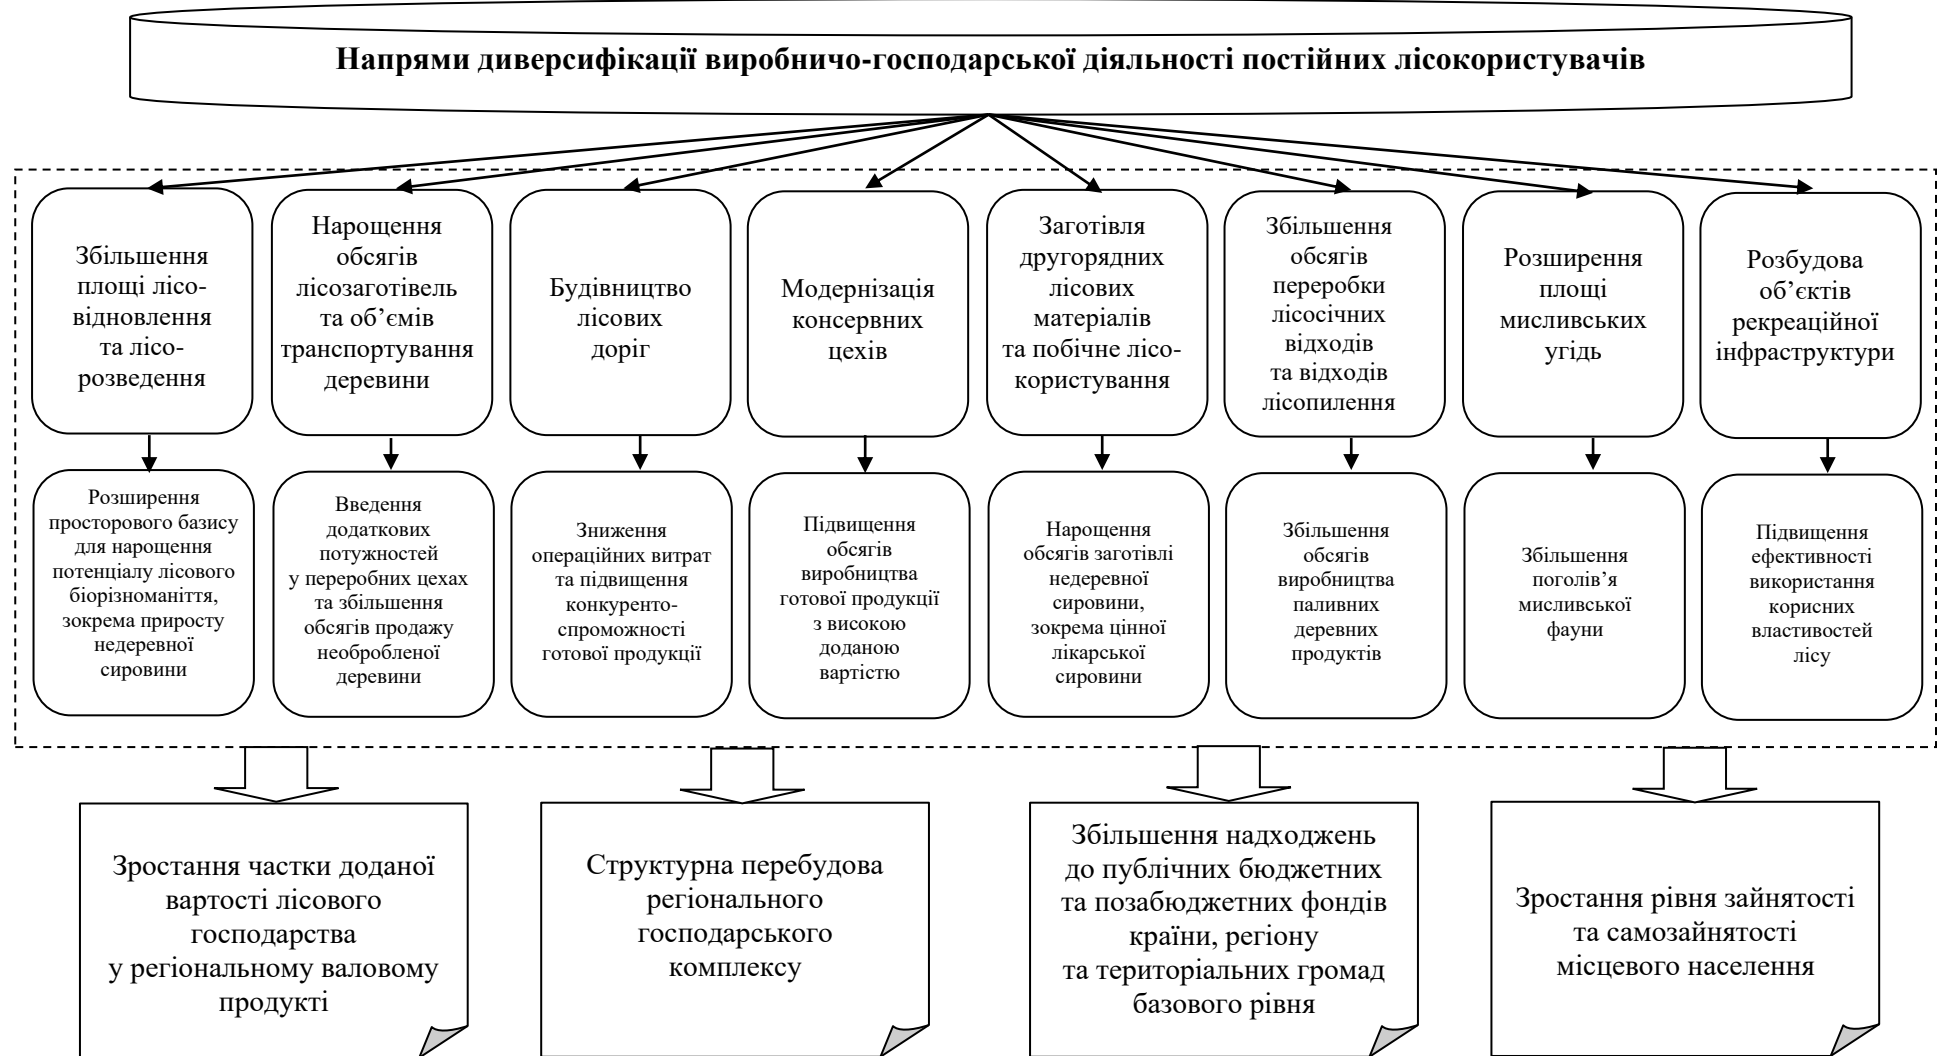 Напрями диверсифікації виробничо-господарської діяльності постійних лісокористувачів
Збільшення
площі лісо-
відновлення
та лісо-
розведення
Нарощення
обсягів
лісозаготівель
та об’ємів
транспортування
деревини
Будівництво
лісових
доріг
Модернізація
консервних
цехів
Заготівля
другорядних
лісових
матеріалів
та побічне лісо-
користування
Збільшення
обсягів
переробки
лісосічних
відходів
та відходів
лісопилення
Розширення
площі
мисливських
угідь
Розбудова
об’єктів
рекреаційної
інфраструктури
Розширення
просторового базису
для нарощення
потенціалу лісового
біорізноманіття,
зокрема приросту
недеревної
сировини
Введення
додаткових
потужностей
у переробних цехах
та збільшення
обсягів продажу
необробленої
деревини
Зниження
операційних витрат
та підвищення
конкуренто-
спроможності
готової продукції
Підвищення
обсягів
виробництва
готової продукції
з високою
доданою
вартістю
Нарощення
обсягів заготівлі
недеревної
сировини,
зокрема цінної
лікарської
сировини
Збільшення
обсягів
виробництва
паливних
деревних
продуктів
Збільшення
поголів’я
мисливської
фауни
Підвищення
ефективності
використання
корисних
властивостей
лісу
Зростання частки доданої
вартості лісового
господарства
у регіональному валовому
продукті
Структурна перебудова
регіонального
господарського
комплексу
Збільшення надходжень
до публічних бюджетних
та позабюджетних фондів
країни, регіону
та територіальних громад
базового рівня
Зростання рівня зайнятості
та самозайнятості
місцевого населення